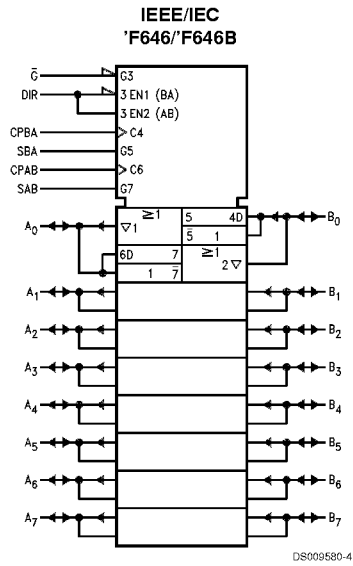 IEEE/IEC
'F646/'F646B
G̅ G3
DIR 3 EN1 (BA)
3 EN2 (AB)
CPBA C4
SBA G5
CPAB C6
SAB G7
A₀ ▽1 ≥1 5 4D B₀
5̅ 1
6D 7 ≥1
1 7̅ 2▽
A₁ B₁
A₂ B₂
A₃ B₃
A₄ B₄
A₅ B₅
A₆ B₆
A₇ B₇
DS009580-4